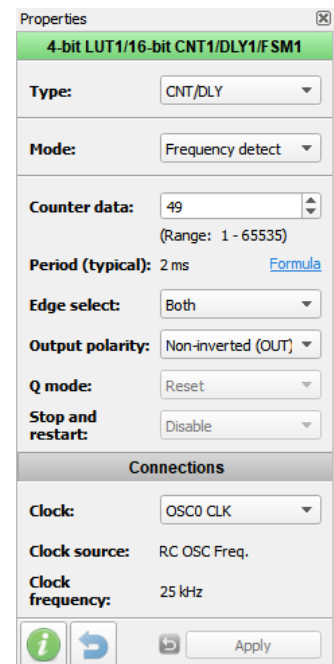 Properties
4-bit LUT1/16-bit CNT1/DLY1/FSM1
Type: CNT/DLY
Mode: Frequency detect
Counter data: 49
(Range: 1 - 65535)
Period (typical): 2 ms Formula
Edge select: Both
Output polarity: Non-inverted (OUT)
Q mode: Reset
Stop and
restart: Disable
Connections
Clock: OSC0 CLK
Clock source: RC OSC Freq.
Clock
frequency: 25 kHz
Apply